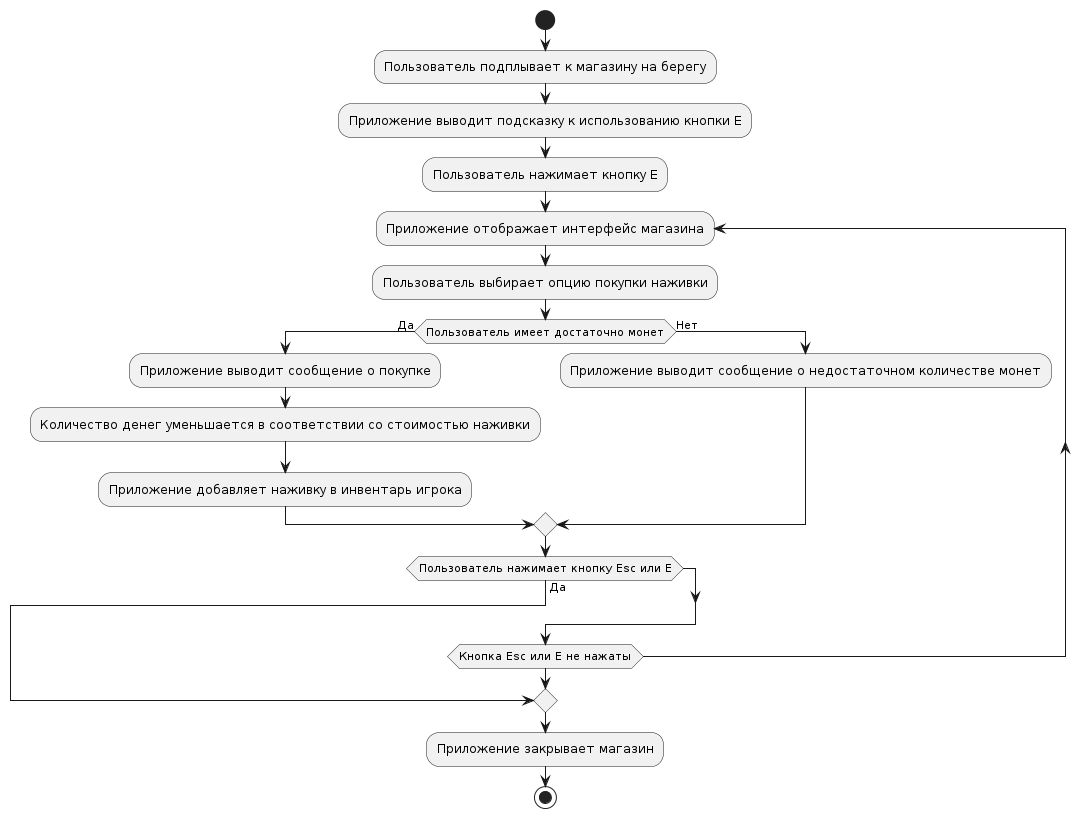 Пользователь подплывает к магазину на берегу
Приложение выводит подсказку к использованию кнопки E
Пользователь нажимает кнопку E
Приложение отображает интерфейс магазина
Пользователь выбирает опцию покупки наживки
Да
Пользователь имеет достаточно монет
Нет
Приложение выводит сообщение о покупке
Приложение выводит сообщение о недостаточном количестве монет
Количество денег уменьшается в соответствии со стоимостью наживки
Приложение добавляет наживку в инвентарь игрока
Пользователь нажимает кнопку Esc или E
Да
Кнопка Esc или E не нажаты
Приложение закрывает магазин